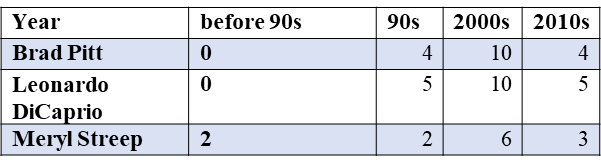 Year before 90s 90s 2000s 2010s
Brad Pitt 0 4 10 4
Leonardo
DiCaprio 0 5 10 5
Meryl Streep 2 2 6 3